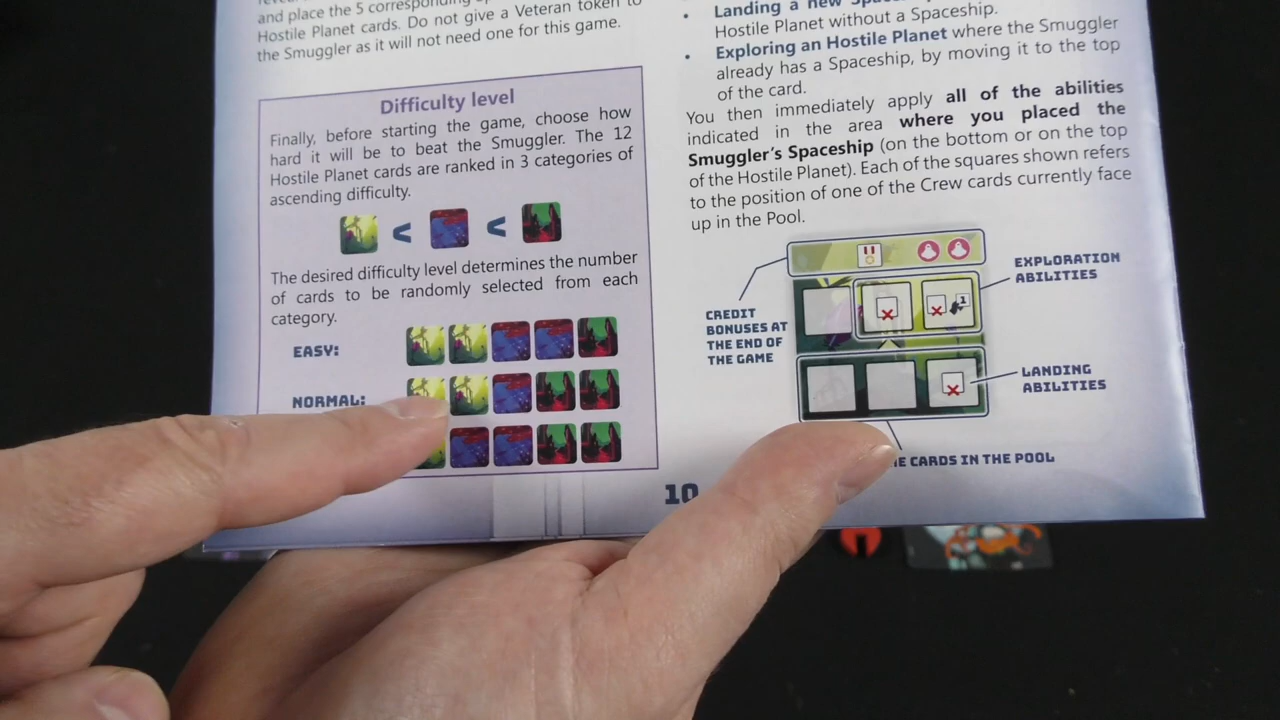 and place the 5 corresponding
Hostile Planet cards. Do not give a Veteran token to
the Smuggler as it will not need one for this game.
Difficulty level
Finally, before starting the game, choose how
hard it will be to beat the Smuggler. The 12
Hostile Planet cards are ranked in 3 categories of
ascending difficulty.
< <
The desired difficulty level determines the number
of cards to be randomly selected from each
category.
EASY:
NORMAL:
• Landing a new
Hostile Planet without a Spaceship.
• Exploring an Hostile Planet where the Smuggler
already has a Spaceship, by moving it to the top
of the card.
You then immediately apply all of the abilities
indicated in the area where you placed the
Smuggler's Spaceship (on the bottom or on the top
of the Hostile Planet). Each of the squares shown refers
to the position of one of the Crew cards currently face
up in the Pool.
CREDIT
BONUSES AT
THE END OF
THE GAME
1
EXPLORATION
ABILITIES
LANDING
ABILITIES
CARDS IN THE POOL
10